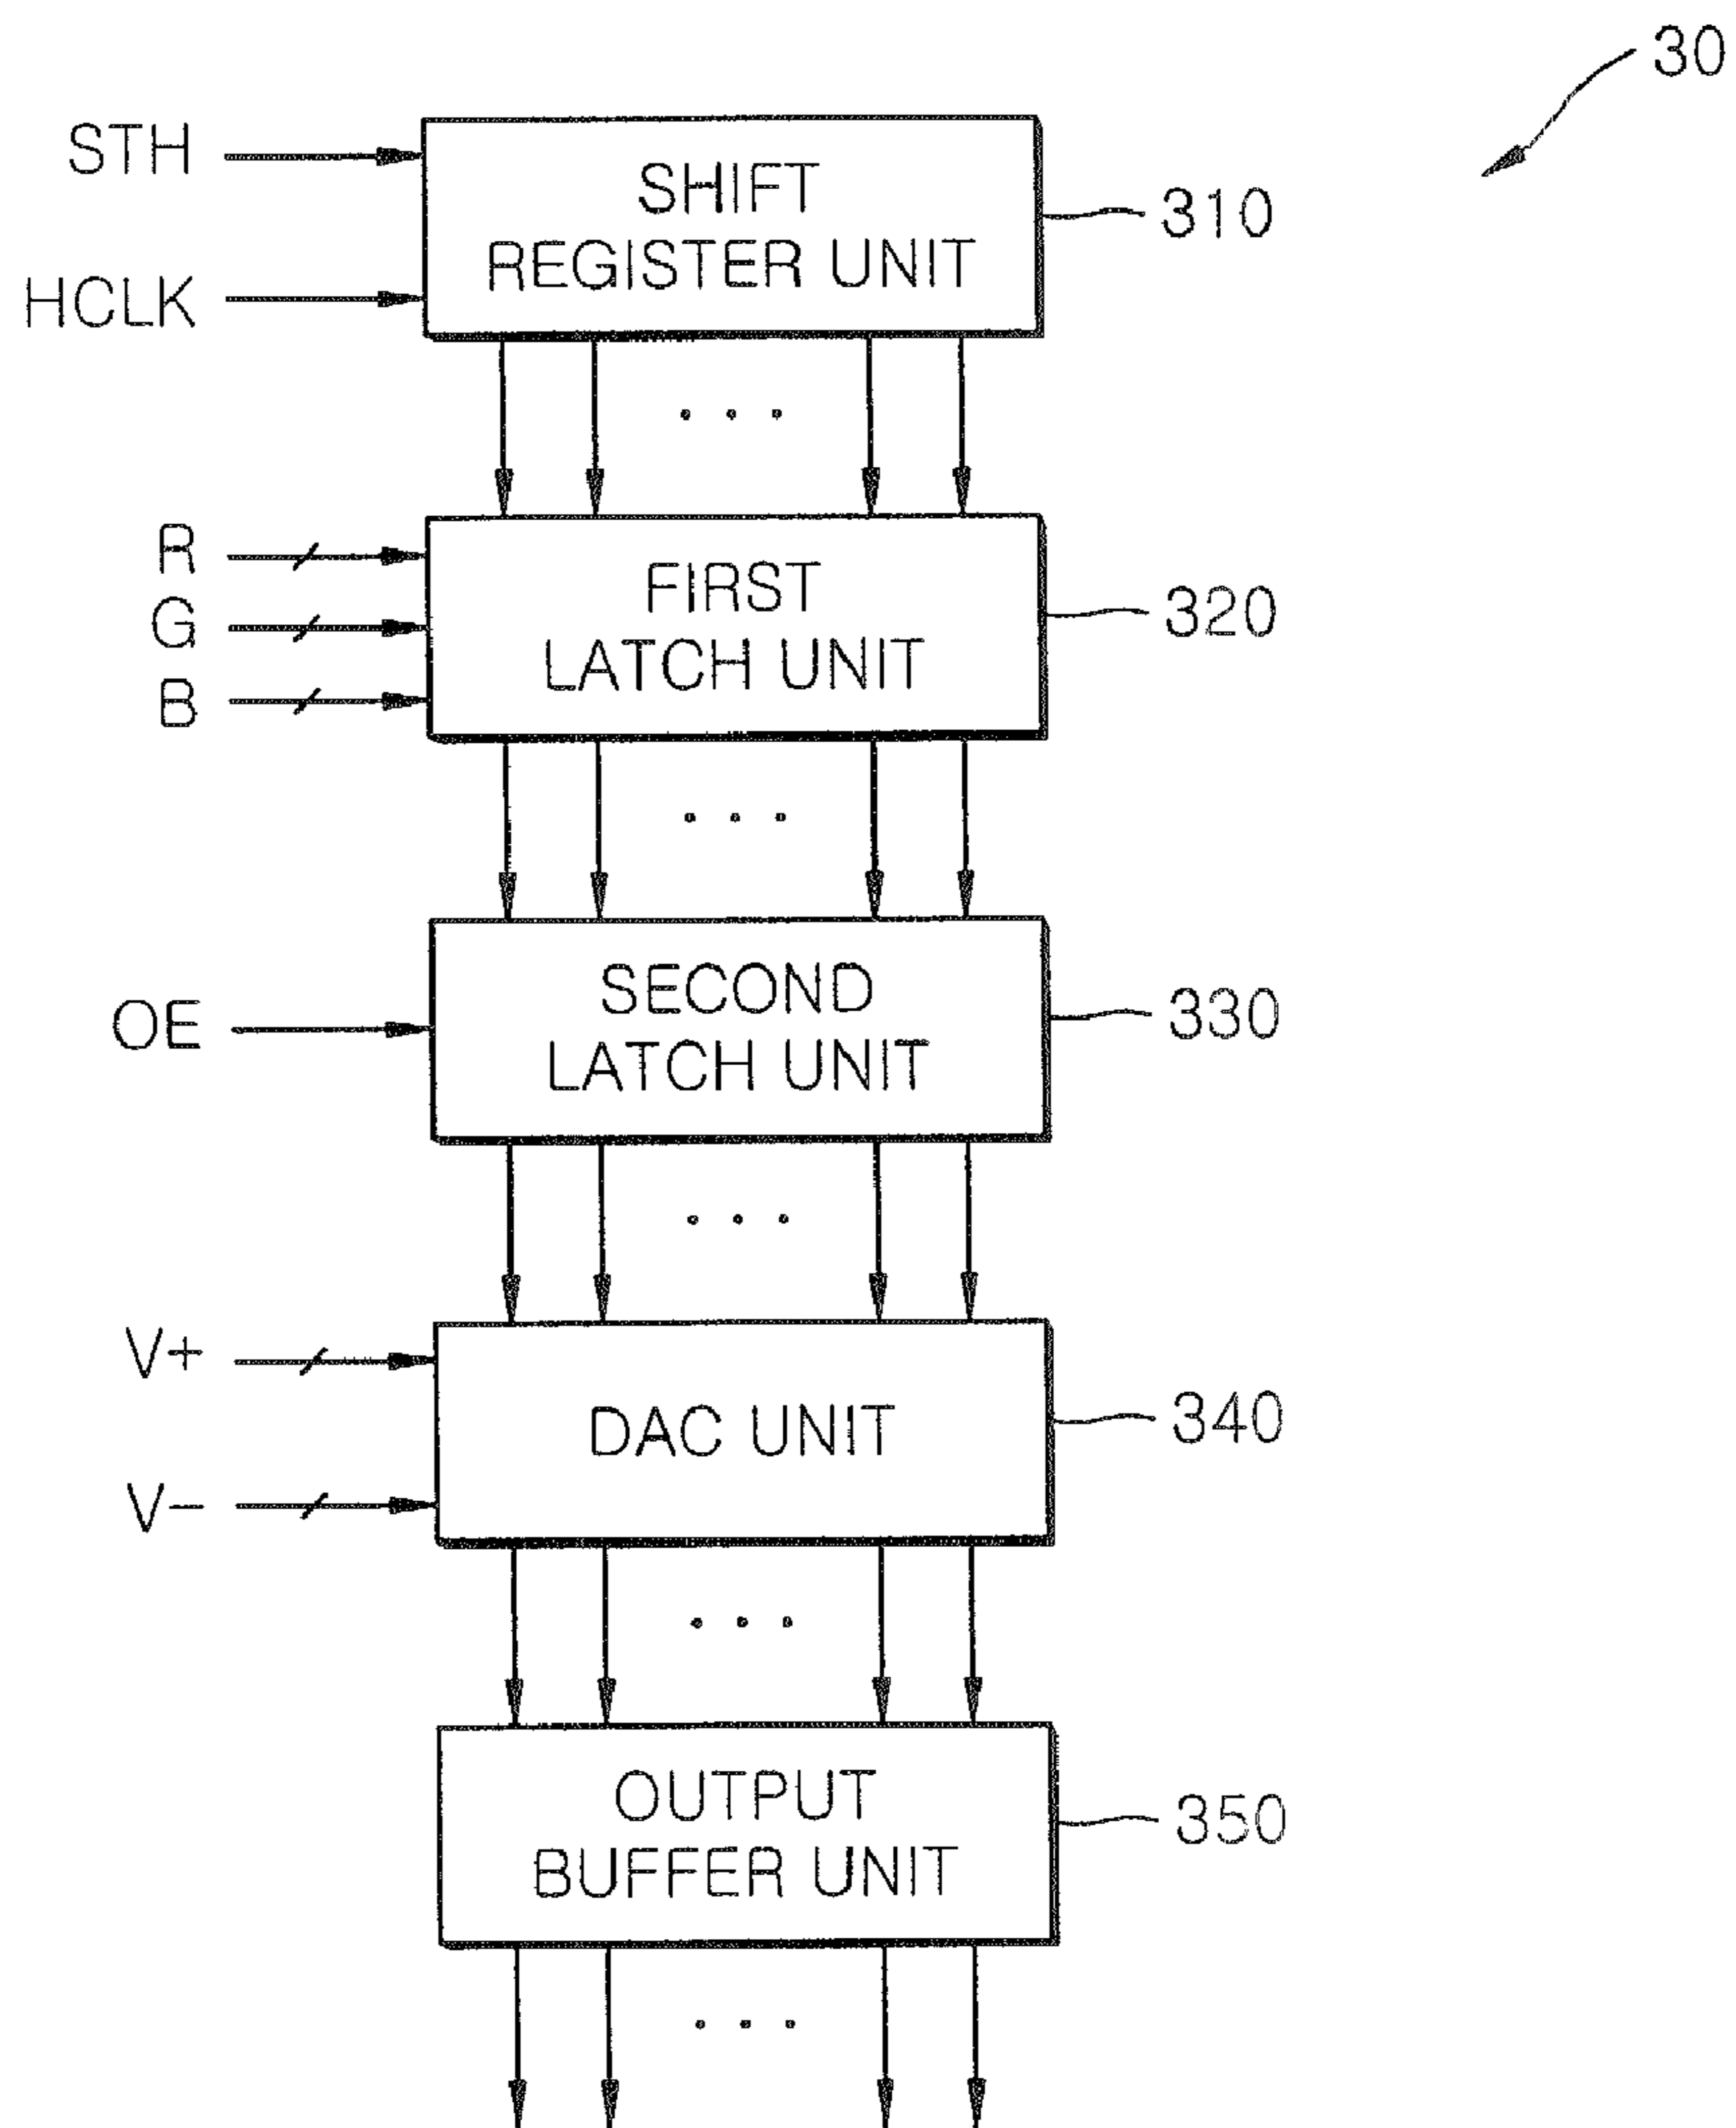 30
STH
HCLK
SHIFT
REGISTER UNIT
310
R
G
B
FIRST
LATCH UNIT
320
OE
SECOND
LATCH UNIT
330
V+
V−
DAC UNIT
340
OUTPUT
BUFFER UNIT
350